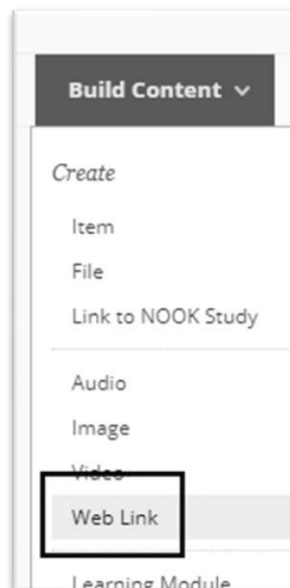 Build Content
Create
Item
File
Link to NOOK Study
Audio
Image
Video
Web Link
Learning Module